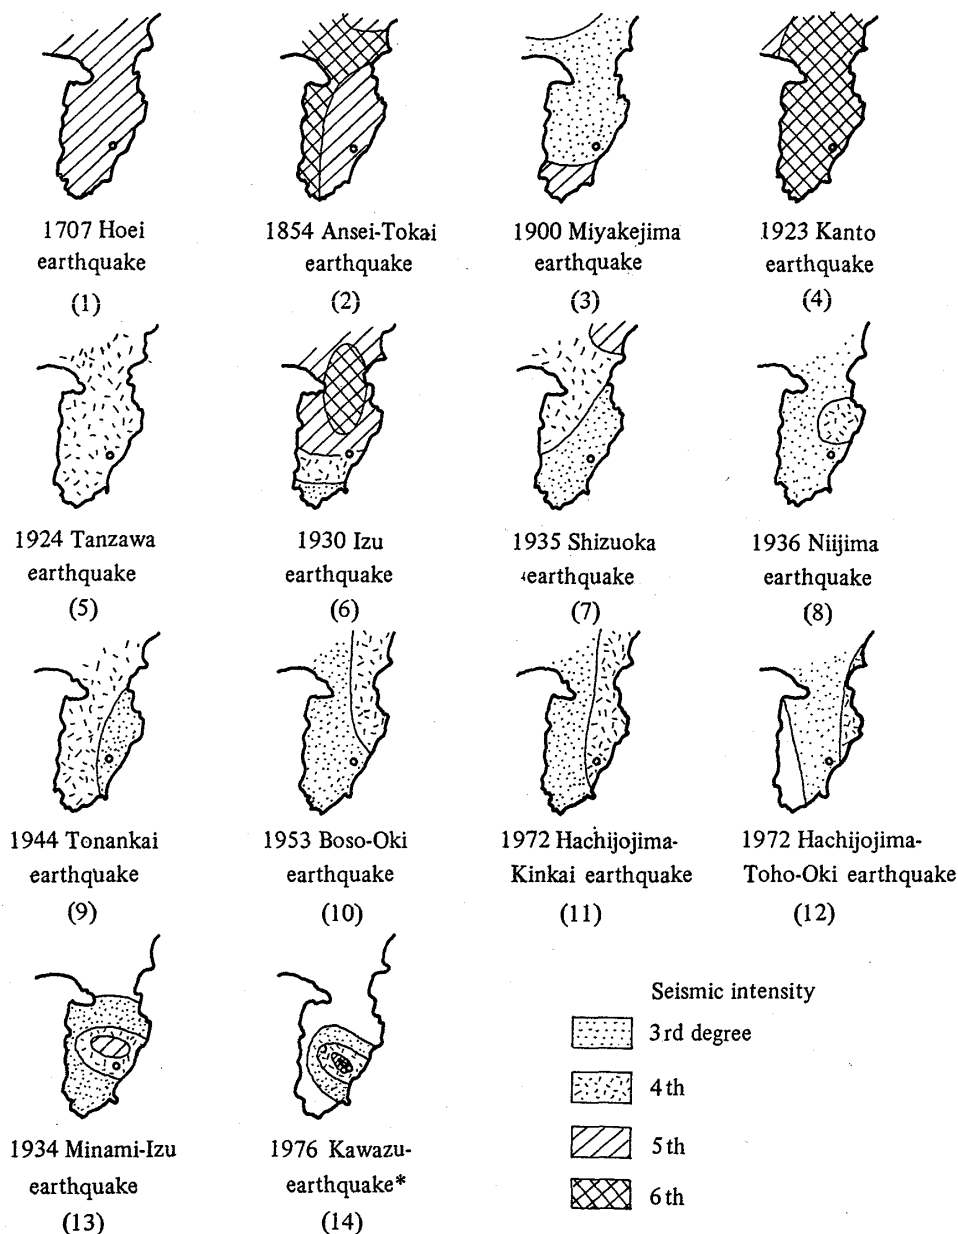 1707 Hoei
earthquake
(1)
1854 Ansei-Tokai
earthquake
(2)
1900 Miyakejima
earthquake
(3)
1923 Kanto
earthquake
(4)
1924 Tanzawa
earthquake
(5)
1930 Izu
earthquake
(6)
1935 Shizuoka
earthquake
(7)
1936 Niijima
earthquake
(8)
1944 Tonankai
earthquake
(9)
1953 Boso-Oki
earthquake
(10)
1972 Hachijojima-
Kinkai earthquake
(11)
1972 Hachijojima-
Toho-Oki earthquake
(12)
1934 Minami-Izu
earthquake
(13)
1976 Kawazu-
earthquake*
(14)
Seismic intensity
3rd degree
4th
5th
6th